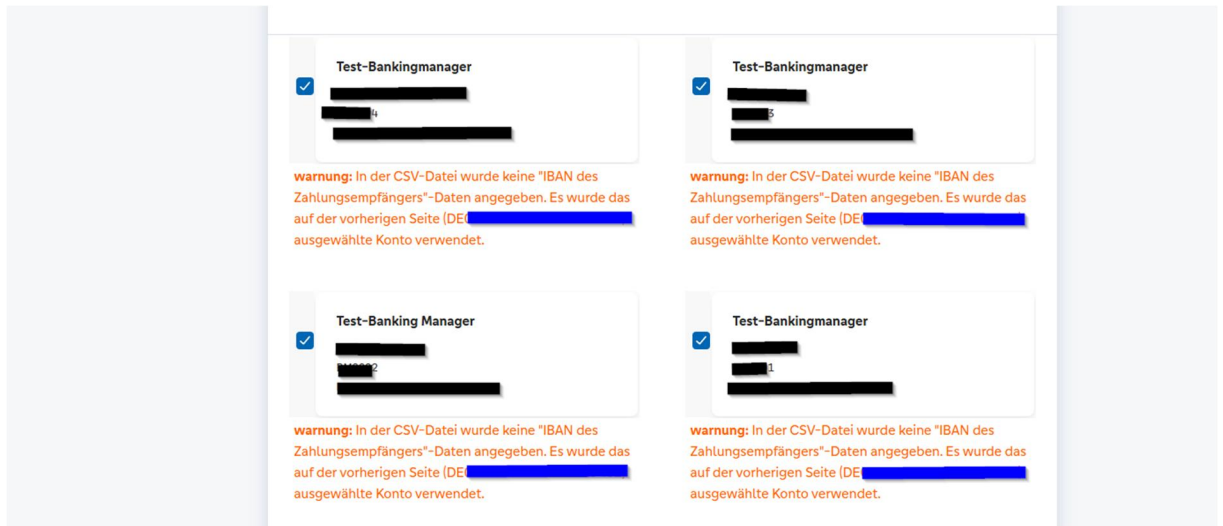 Test-Bankingmanager
4
warnung: In der CSV-Datei wurde keine "IBAN des
Zahlungsempfängers"-Daten angegeben. Es wurde das
auf der vorherigen Seite (DE
ausgewählte Konto verwendet.
Test-Bankingmanager
3
warnung: In der CSV-Datei wurde keine "IBAN des
Zahlungsempfängers"-Daten angegeben. Es wurde das
auf der vorherigen Seite (DE
ausgewählte Konto verwendet.
Test-Banking Manager
2
warnung: In der CSV-Datei wurde keine "IBAN des
Zahlungsempfängers"-Daten angegeben. Es wurde das
auf der vorherigen Seite (DE
ausgewählte Konto verwendet.
Test-Bankingmanager
1
warnung: In der CSV-Datei wurde keine "IBAN des
Zahlungsempfängers"-Daten angegeben. Es wurde das
auf der vorherigen Seite (DE
ausgewählte Konto verwendet.